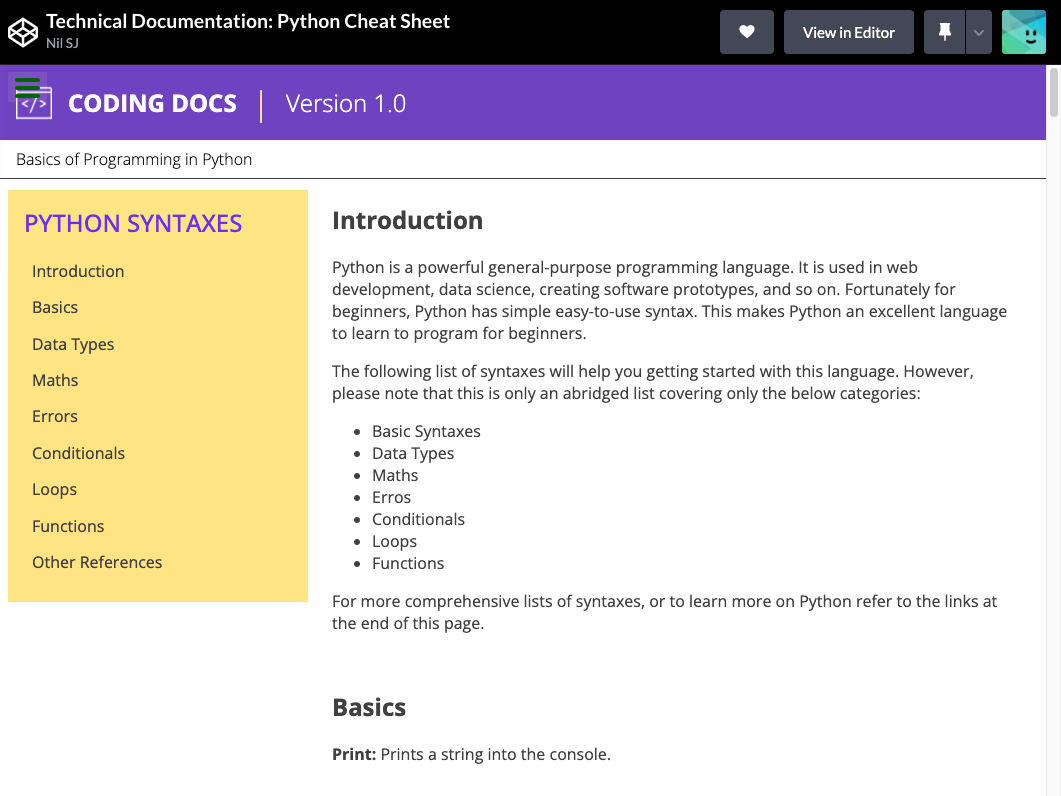 Technical Documentation: Python Cheat Sheet
Nil SJ
View in Editor
</>
CODING DOCS
Version 1.0
Basics of Programming in Python
PYTHON SYNTAXES
Introduction
Basics
Data Types
Maths
Errors
Conditionals
Loops
Functions
Other References
Introduction
Python is a powerful general-purpose programming language. It is used in web
development, data science, creating software prototypes, and so on. Fortunately for
beginners, Python has simple easy-to-use syntax. This makes Python an excellent language
to learn to program for beginners.
The following list of syntaxes will help you getting started with this language. However,
please note that this is only an abridged list covering only the below categories:
• Basic Syntaxes
• Data Types
• Maths
• Erros
• Conditionals
• Loops
• Functions
For more comprehensive lists of syntaxes, or to learn more on Python refer to the links at
the end of this page.
Basics
Print: Prints a string into the console.